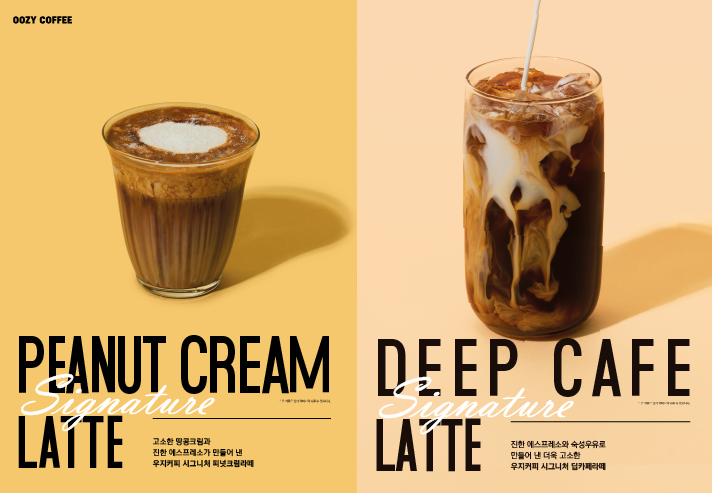 OOZY COFFEE
PEANUT CREAM
Signature
LATTE
고소한 땅콩크림과
진한 에스프레소가 만들어 낸
우지커피 시그니처 피넛크림라떼
DEEP CAFE
Signature
LATTE
진한 에스프레소와 숙성우유로
만들어 낸 더욱 고소한
우지커피 시그니처 딥카페라떼